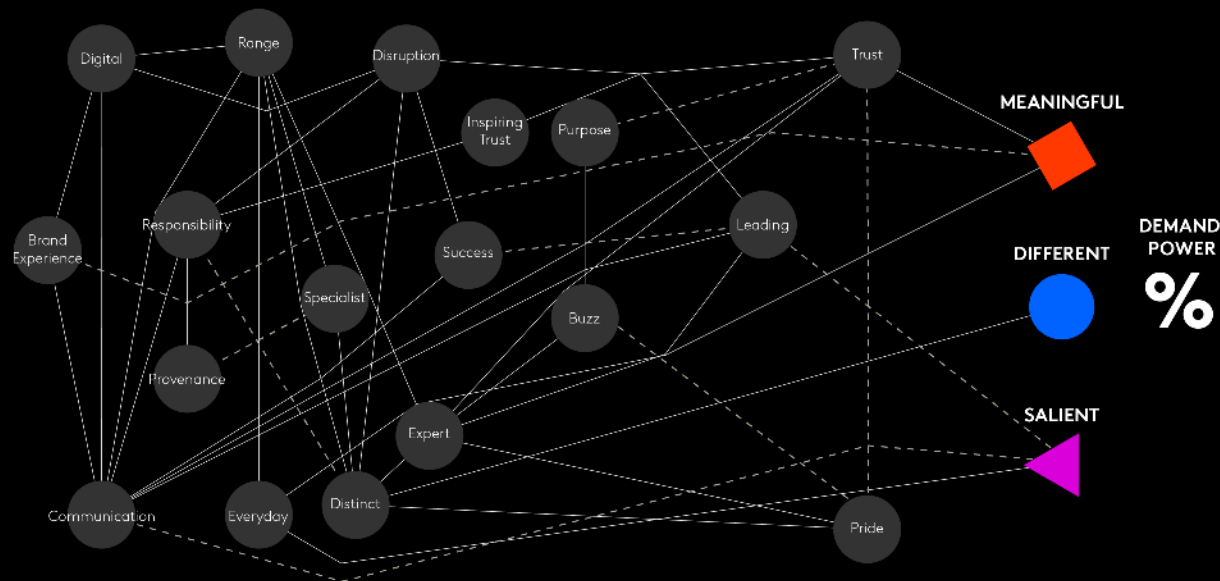 Digital
Range
Disruption
Trust
MEANINGFUL
Inspiring
Trust
Purpose
Responsibility
Leading
DEMAND
POWER
%
Brand
Experience
Success
DIFFERENT
Specialist
Buzz
Provenance
SALIENT
Expert
Communication
Everyday
Distinct
Pride